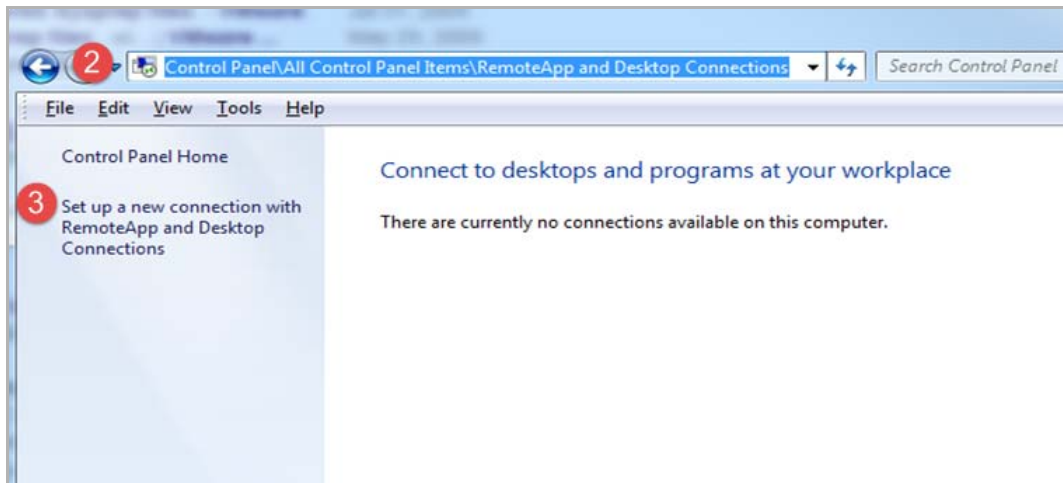 2
Control Panel\All Control Panel Items\RemoteApp and Desktop Connections
Search Control Panel
File Edit View Tools Help
Control Panel Home
3
Set up a new connection with
RemoteApp and Desktop
Connections
Connect to desktops and programs at your workplace
There are currently no connections available on this computer.